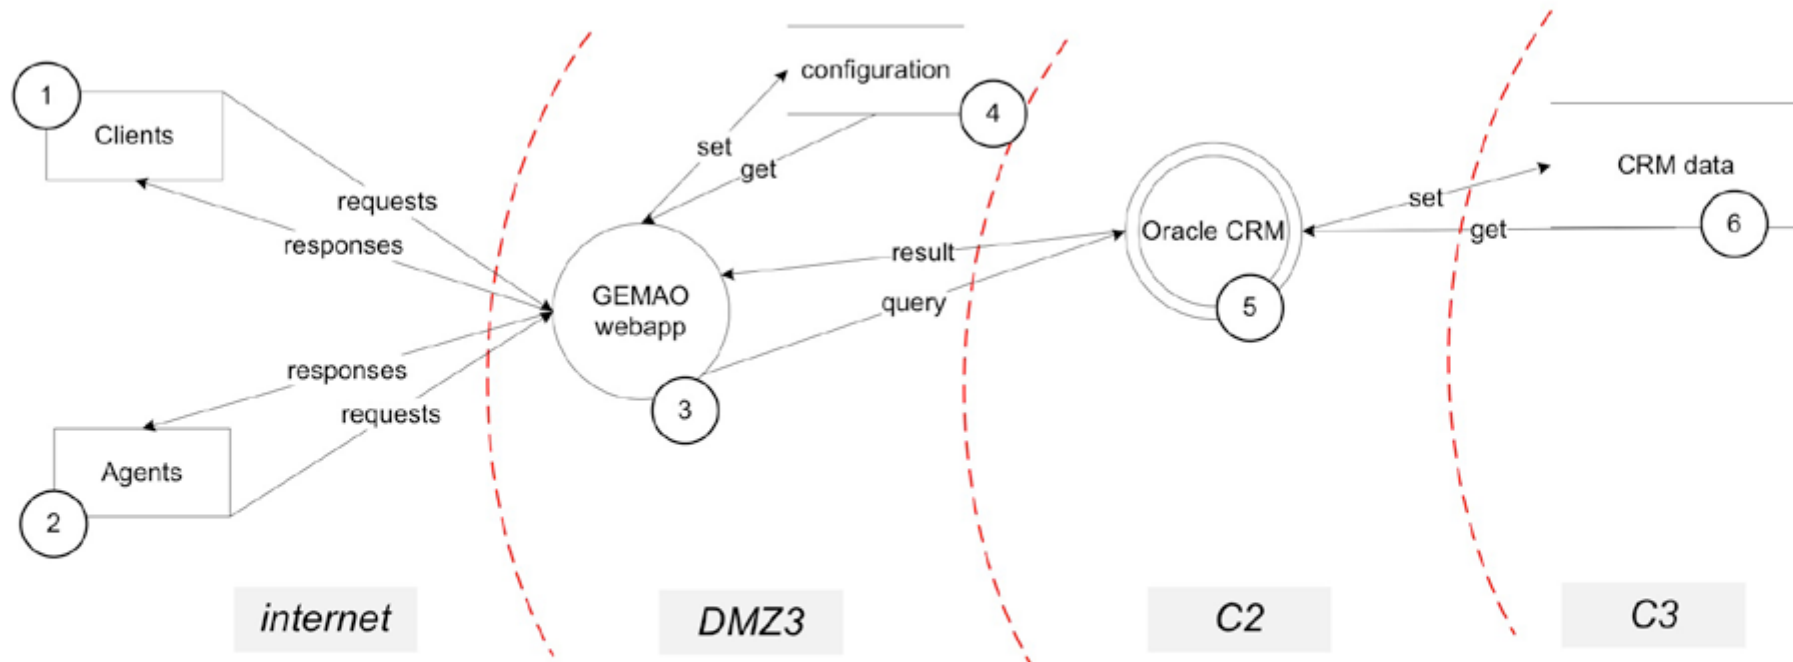 1
Clients
requests
responses
responses
requests
Agents
2
configuration
4
set
get
GEMAO
webapp
3
result
query
Oracle CRM
5
set
get
CRM data
6
internet
DMZ3
C2
C3